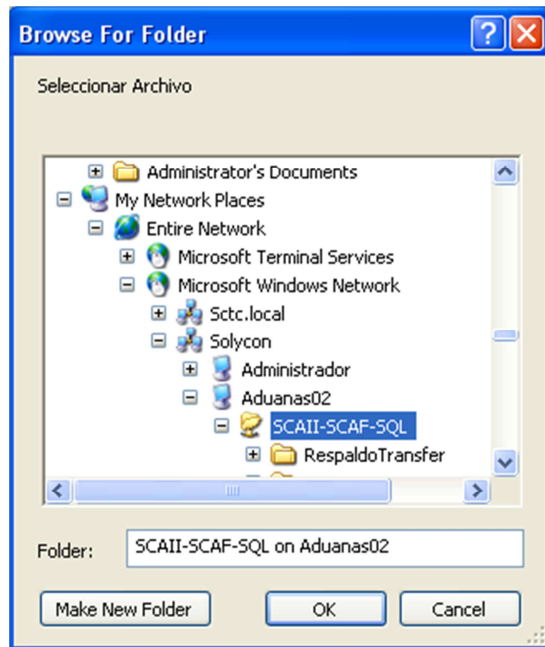 Browse For Folder
Seleccionar Archivo
Administrator's Documents
My Network Places
Entire Network
Microsoft Terminal Services
Microsoft Windows Network
Sctc.local
Solycon
Administrador
Aduanas02
SCAII-SCAF-SQL
RespaldoTransfer
Folder: SCAII-SCAF-SQL on Aduanas02
Make New Folder OK Cancel